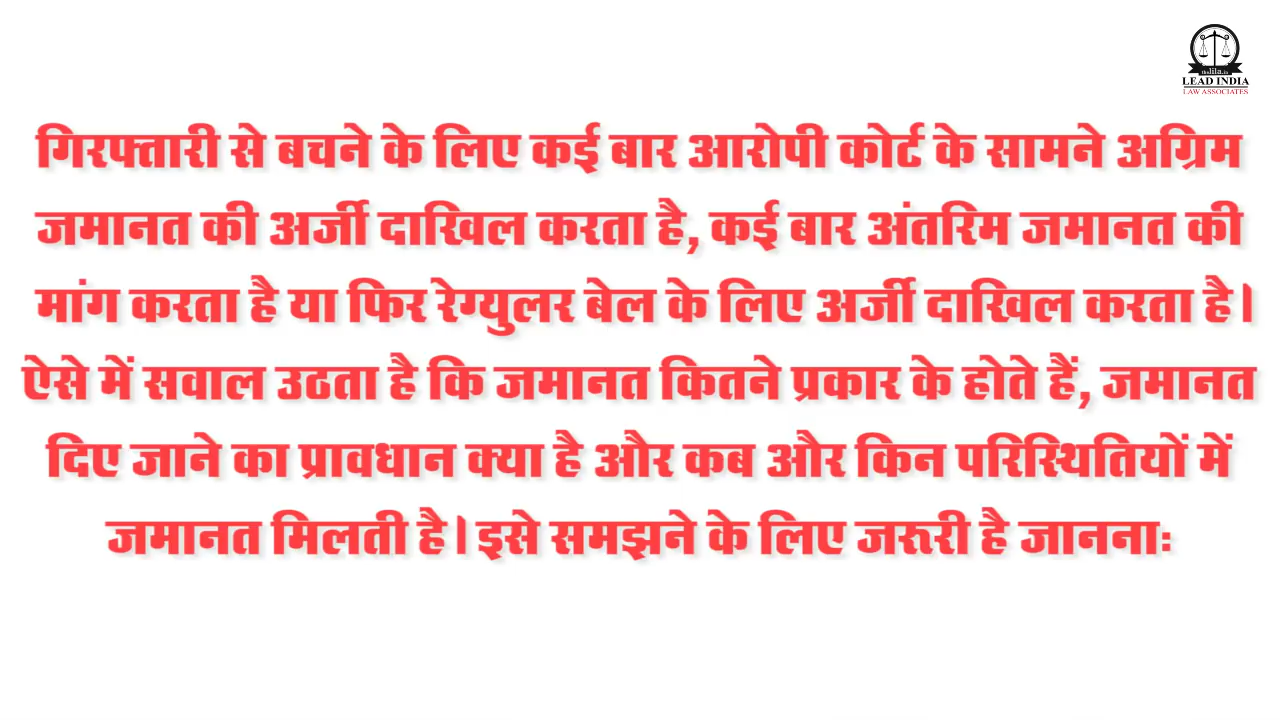 theLILA.in
LEAD INDIA
LAW ASSOCIATES
गिरफ्तारी से बचने के लिए कई बार आरोपी कोर्ट के सामने अग्रिम
जमानत की अर्जी दाखिल करता है, कई बार अंतरिम जमानत की
मांग करता है या फिर रेग्युलर बेल के लिए अर्जी दाखिल करता है।
ऐसे में सवाल उठता है कि जमानत कितने प्रकार के होते हैं, जमानत
दिए जाने का प्रावधान क्या है और कब और किन परिस्थितियों में
जमानत मिलती है। इसे समझने के लिए जरूरी है जाननाः